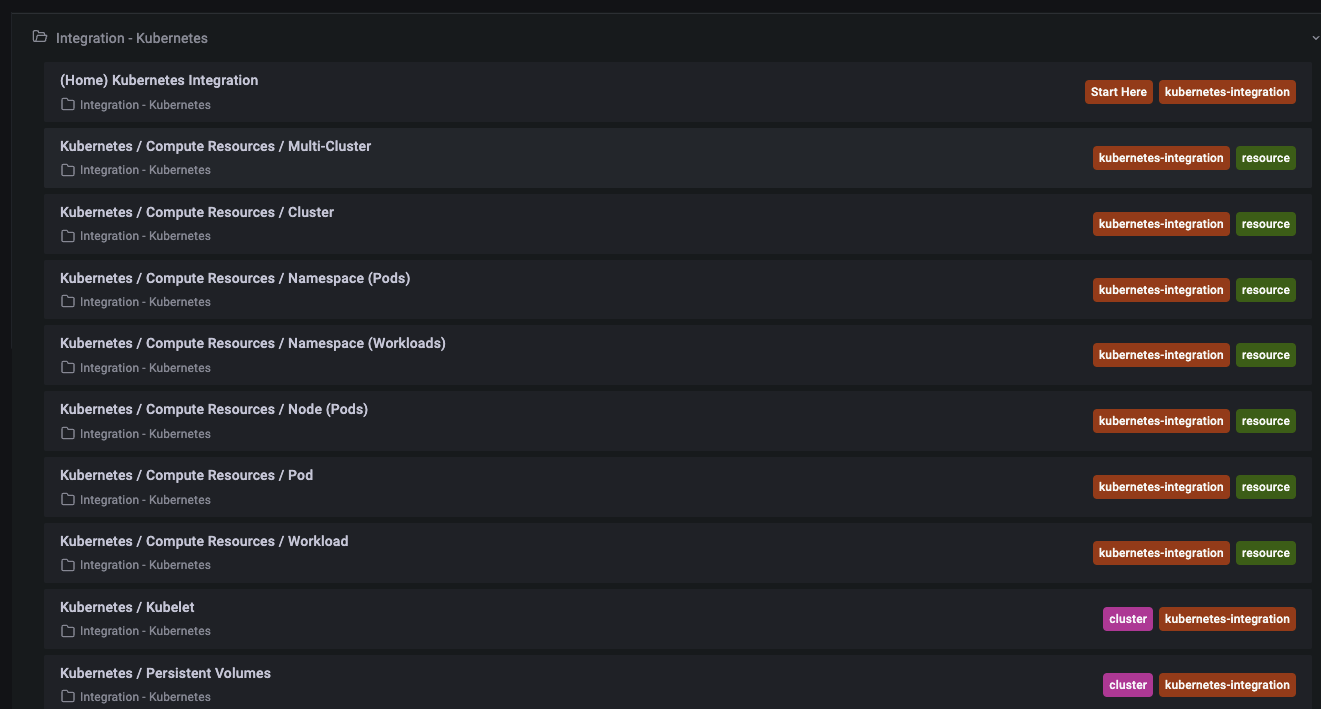 Integration - Kubernetes
(Home) Kubernetes Integration
Integration - Kubernetes
Start Here kubernetes-integration
Kubernetes / Compute Resources / Multi-Cluster
Integration - Kubernetes
kubernetes-integration resource
Kubernetes / Compute Resources / Cluster
Integration - Kubernetes
kubernetes-integration resource
Kubernetes / Compute Resources / Namespace (Pods)
Integration - Kubernetes
kubernetes-integration resource
Kubernetes / Compute Resources / Namespace (Workloads)
Integration - Kubernetes
kubernetes-integration resource
Kubernetes / Compute Resources / Node (Pods)
Integration - Kubernetes
kubernetes-integration resource
Kubernetes / Compute Resources / Pod
Integration - Kubernetes
kubernetes-integration resource
Kubernetes / Compute Resources / Workload
Integration - Kubernetes
kubernetes-integration resource
Kubernetes / Kubelet
Integration - Kubernetes
cluster kubernetes-integration
Kubernetes / Persistent Volumes
Integration - Kubernetes
cluster kubernetes-integration